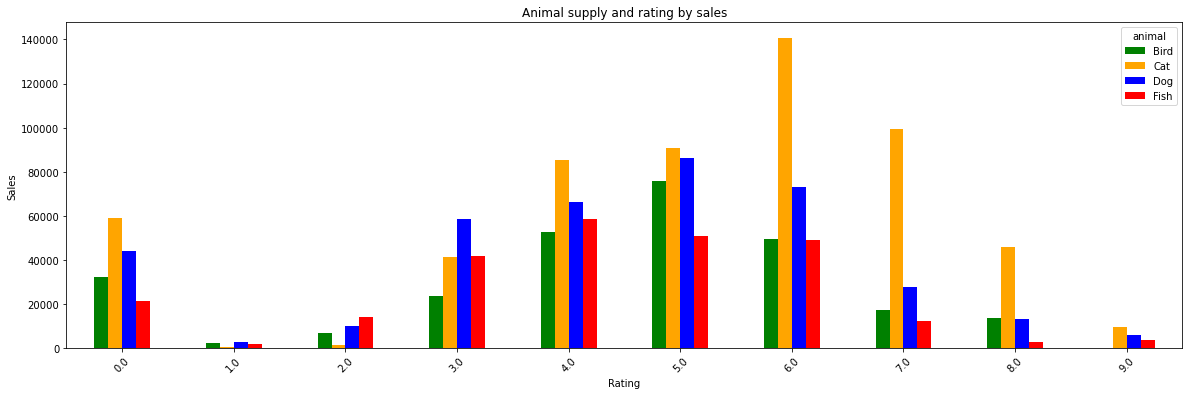 Animal supply and rating by sales
animal
Bird
Cat
Dog
Fish
Sales
140000
120000
100000
80000
60000
40000
20000
0
0.0
1.0
2.0
3.0
4.0
5.0
6.0
7.0
8.0
9.0
Rating